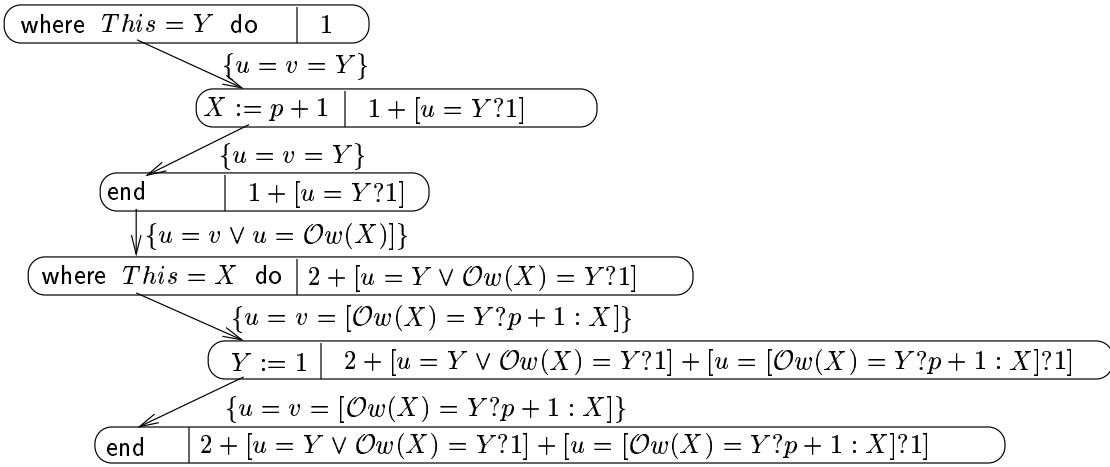 where This = Y do 1
{u = v = Y}
X := p + 1 1 + [u = Y?1]
{u = v = Y}
end 1 + [u = Y?1]
{u = v ∨ u = 𝒪w(X)]}
where This = X do 2 + [u = Y ∨ 𝒪w(X) = Y?1]
{u = v = [𝒪w(X) = Y?p + 1 : X]}
Y := 1 2 + [u = Y ∨ 𝒪w(X) = Y?1] + [u = [𝒪w(X) = Y?p + 1 : X]?1]
{u = v = [𝒪w(X) = Y?p + 1 : X]}
end 2 + [u = Y ∨ 𝒪w(X) = Y?1] + [u = [𝒪w(X) = Y?p + 1 : X]?1]